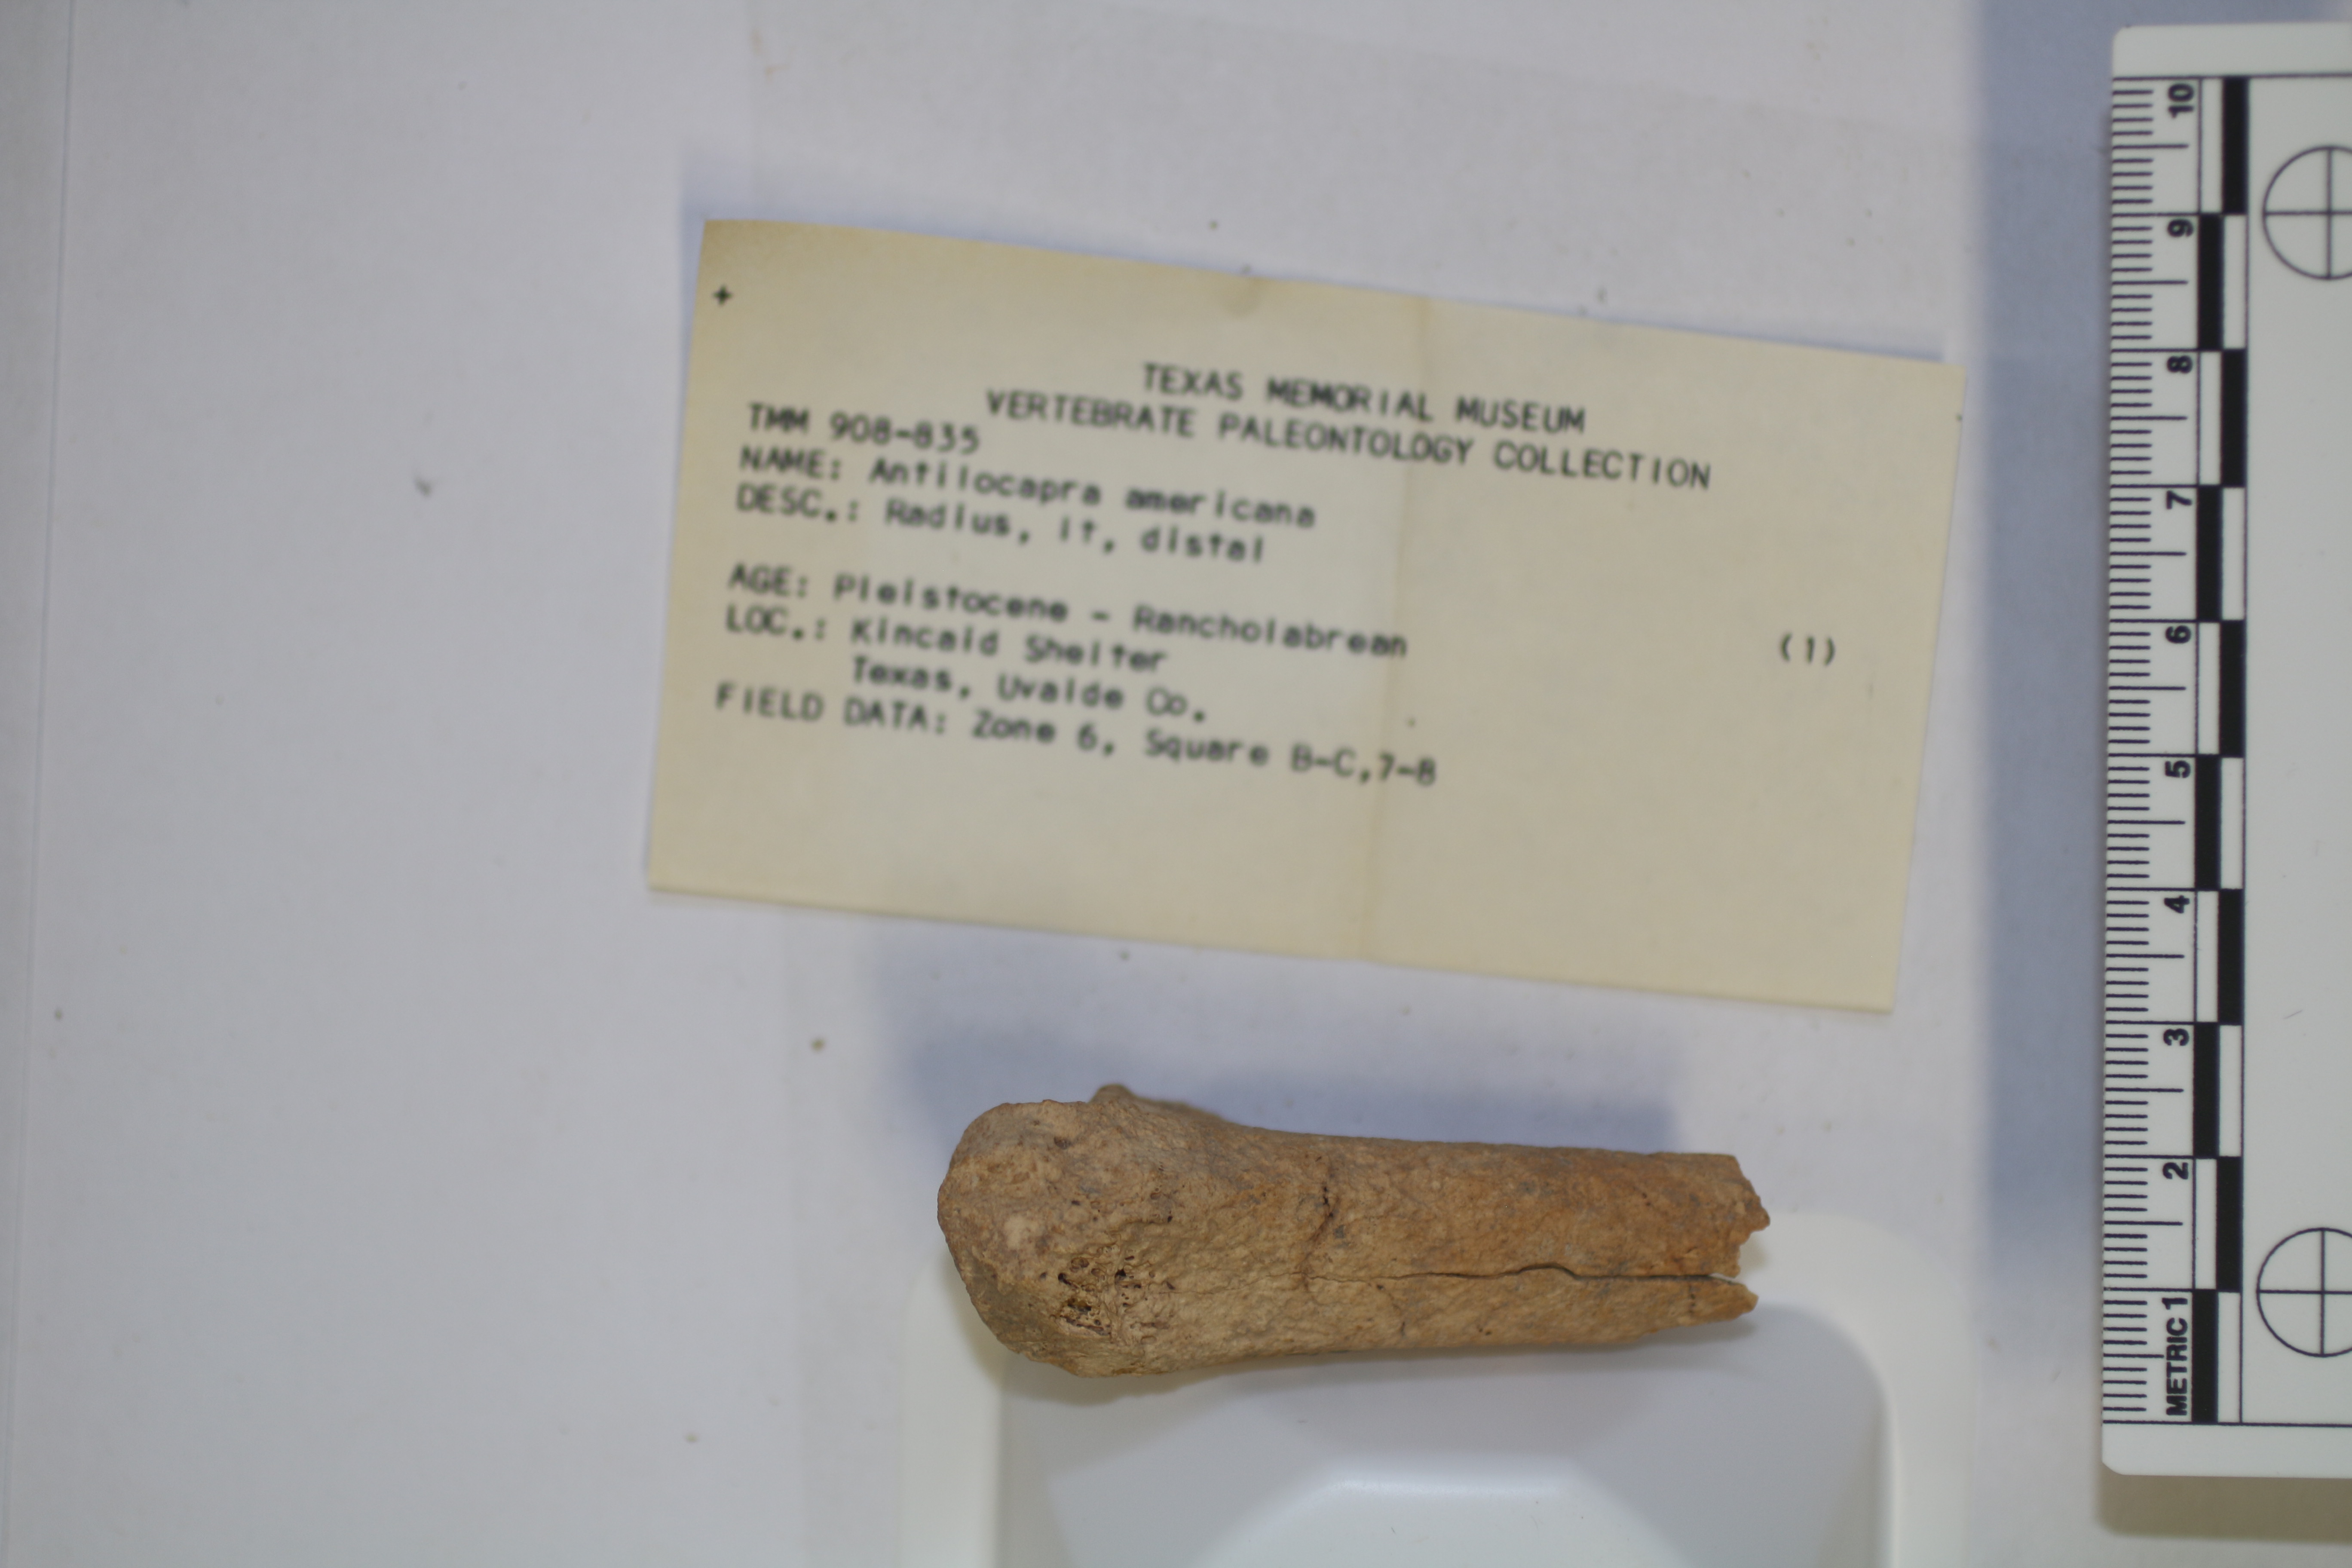 +
TEXAS MEMORIAL MUSEUM
VERTEBRATE PALEONTOLOGY COLLECTION
TMM 908-835
NAME: Antilocapra americana
DESC.: Radius, lt, distal
AGE: Pleistocene - Rancholabrean
(1)
LOC.: Kincaid Shelter
Texas, Uvalde Co.
FIELD DATA: Zone 6, Square B-C,7-8
10
9
8
7
6
5
4
3
2
METRIC 1